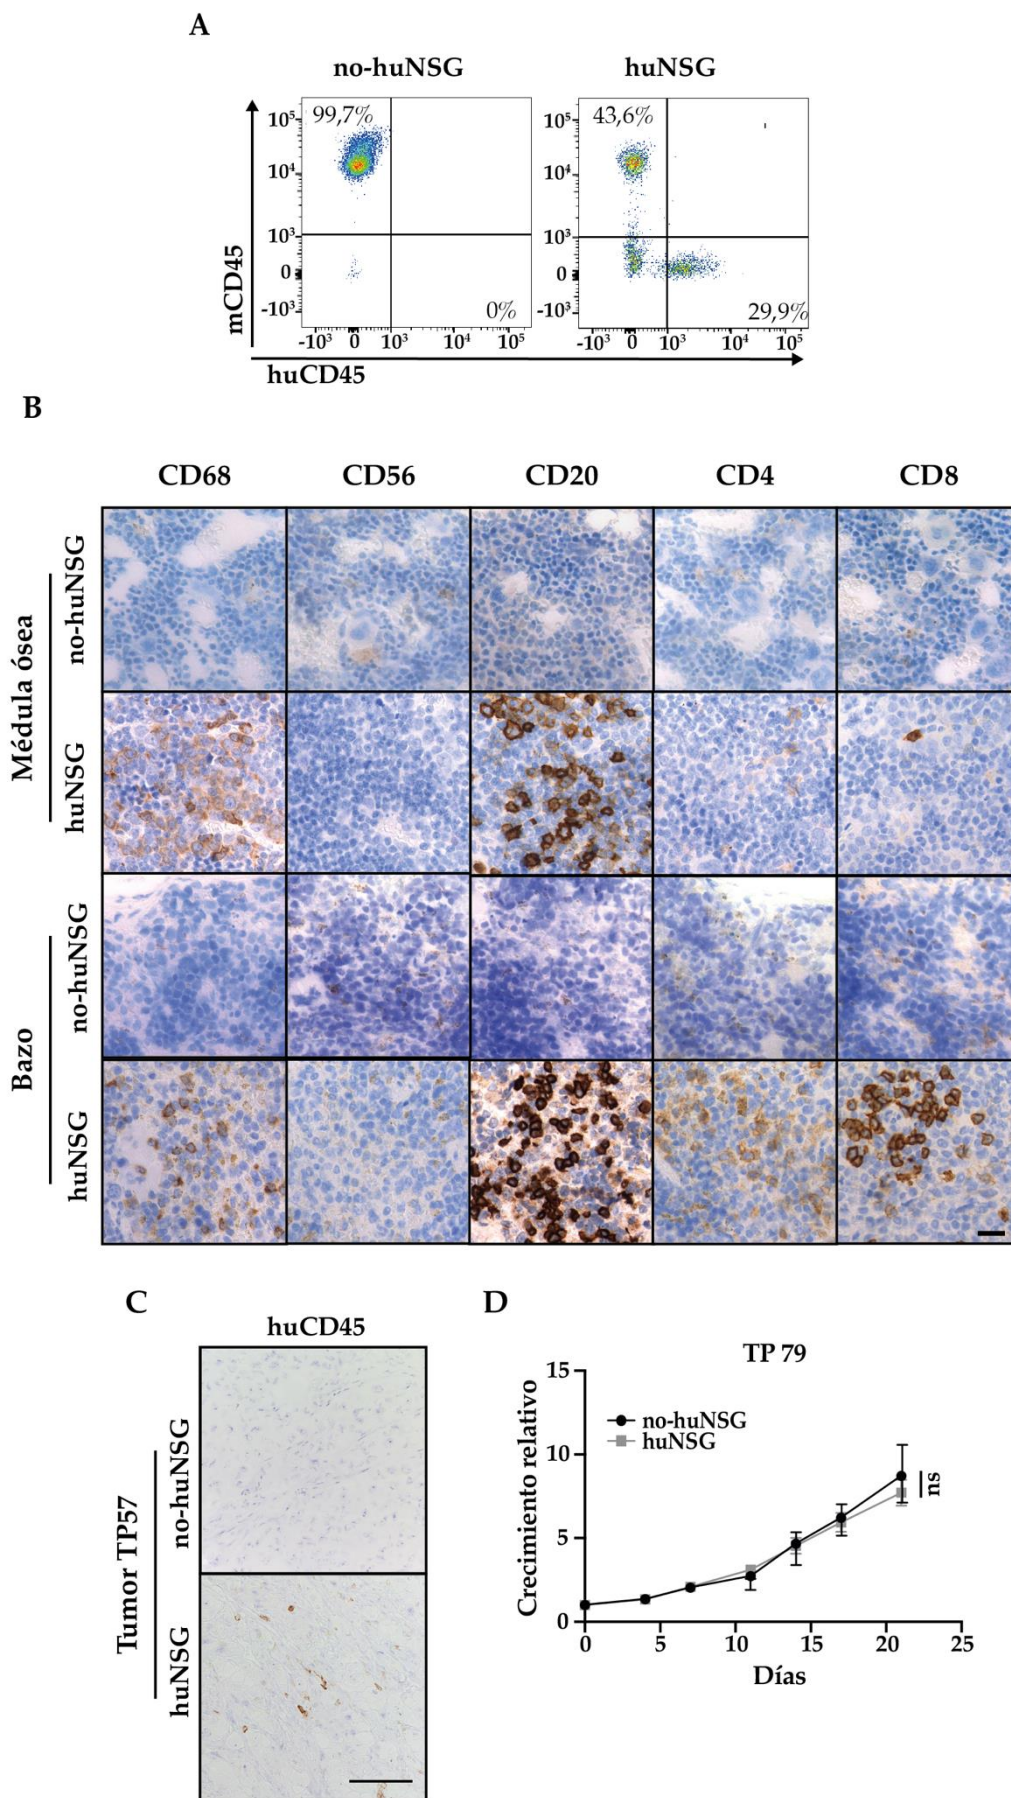 A
no-huNSG
huNSG
99,7%
43,6%
10⁵
10⁴
10³
0
-10³
0%
29,9%
-10³ 0 10³ 10⁴ 10⁵
-10³ 0 10³ 10⁴ 10⁵
mCD45
huCD45
B
CD68 CD56 CD20 CD4 CD8
Médula ósea
no-huNSG
huNSG
Bazo
no-huNSG
huNSG
C
huCD45
Tumor TP57
no-huNSG
huNSG
D
TP 79
Crecimiento relativo
15
10
5
0
no-huNSG
huNSG
ns
0 5 10 15 20 25
Días
10⁵
10⁴
10³
0
-10³